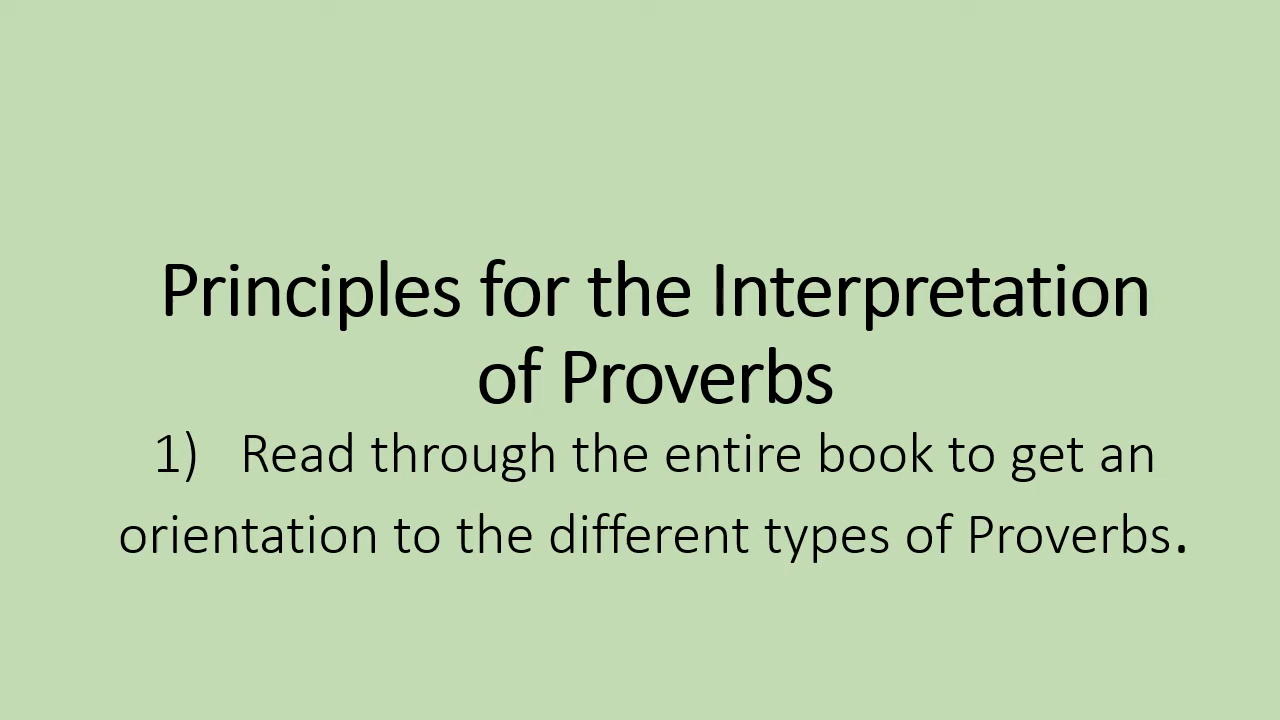 Principles for the Interpretation
of Proverbs
1) Read through the entire book to get an
orientation to the different types of Proverbs.